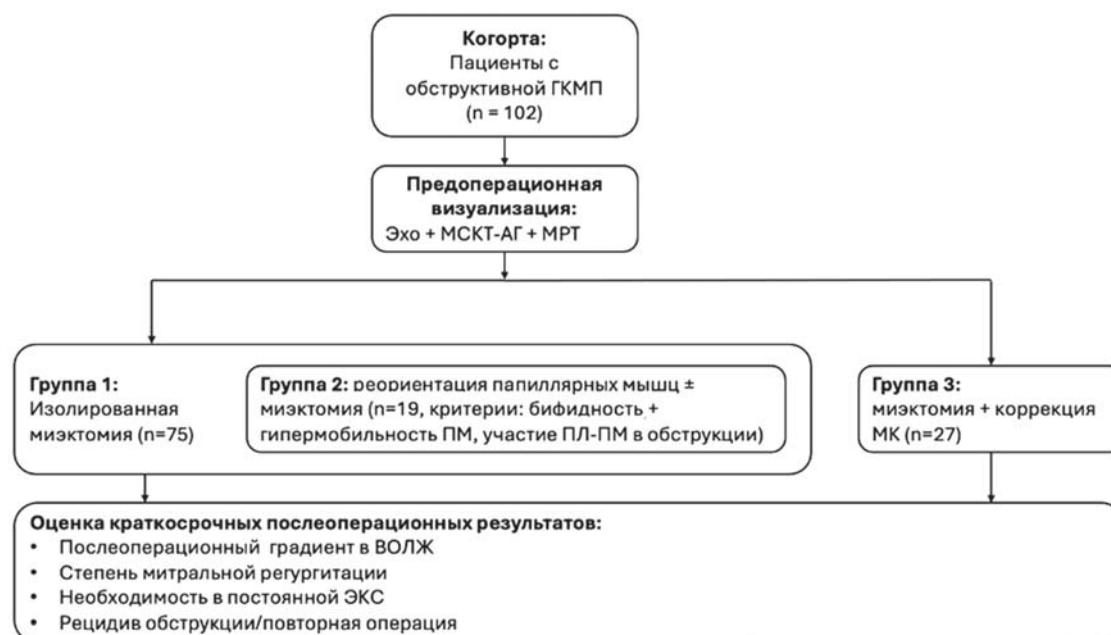 Когорта:
Пациенты с
обструктивной ГКМП
(n = 102)
Предоперационная
визуализация:
Эхо + МСКТ-АГ + МРТ
Группа 1:
Изолированная
миэктомия (n=75)
Группа 2: реориентация папиллярных мышц ±
миэктомия (n=19, критерии: бифидность +
гипермобильность ПМ, участие ПЛ-ПМ в обструкции)
Группа 3:
миэктомия + коррекция
МК (n=27)
Оценка краткосрочных послеоперационных результатов:
• Послеоперационный градиент в ВОЛЖ
• Степень митральной регургитации
• Необходимость в постоянной ЭКС
• Рецидив обструкции/повторная операция